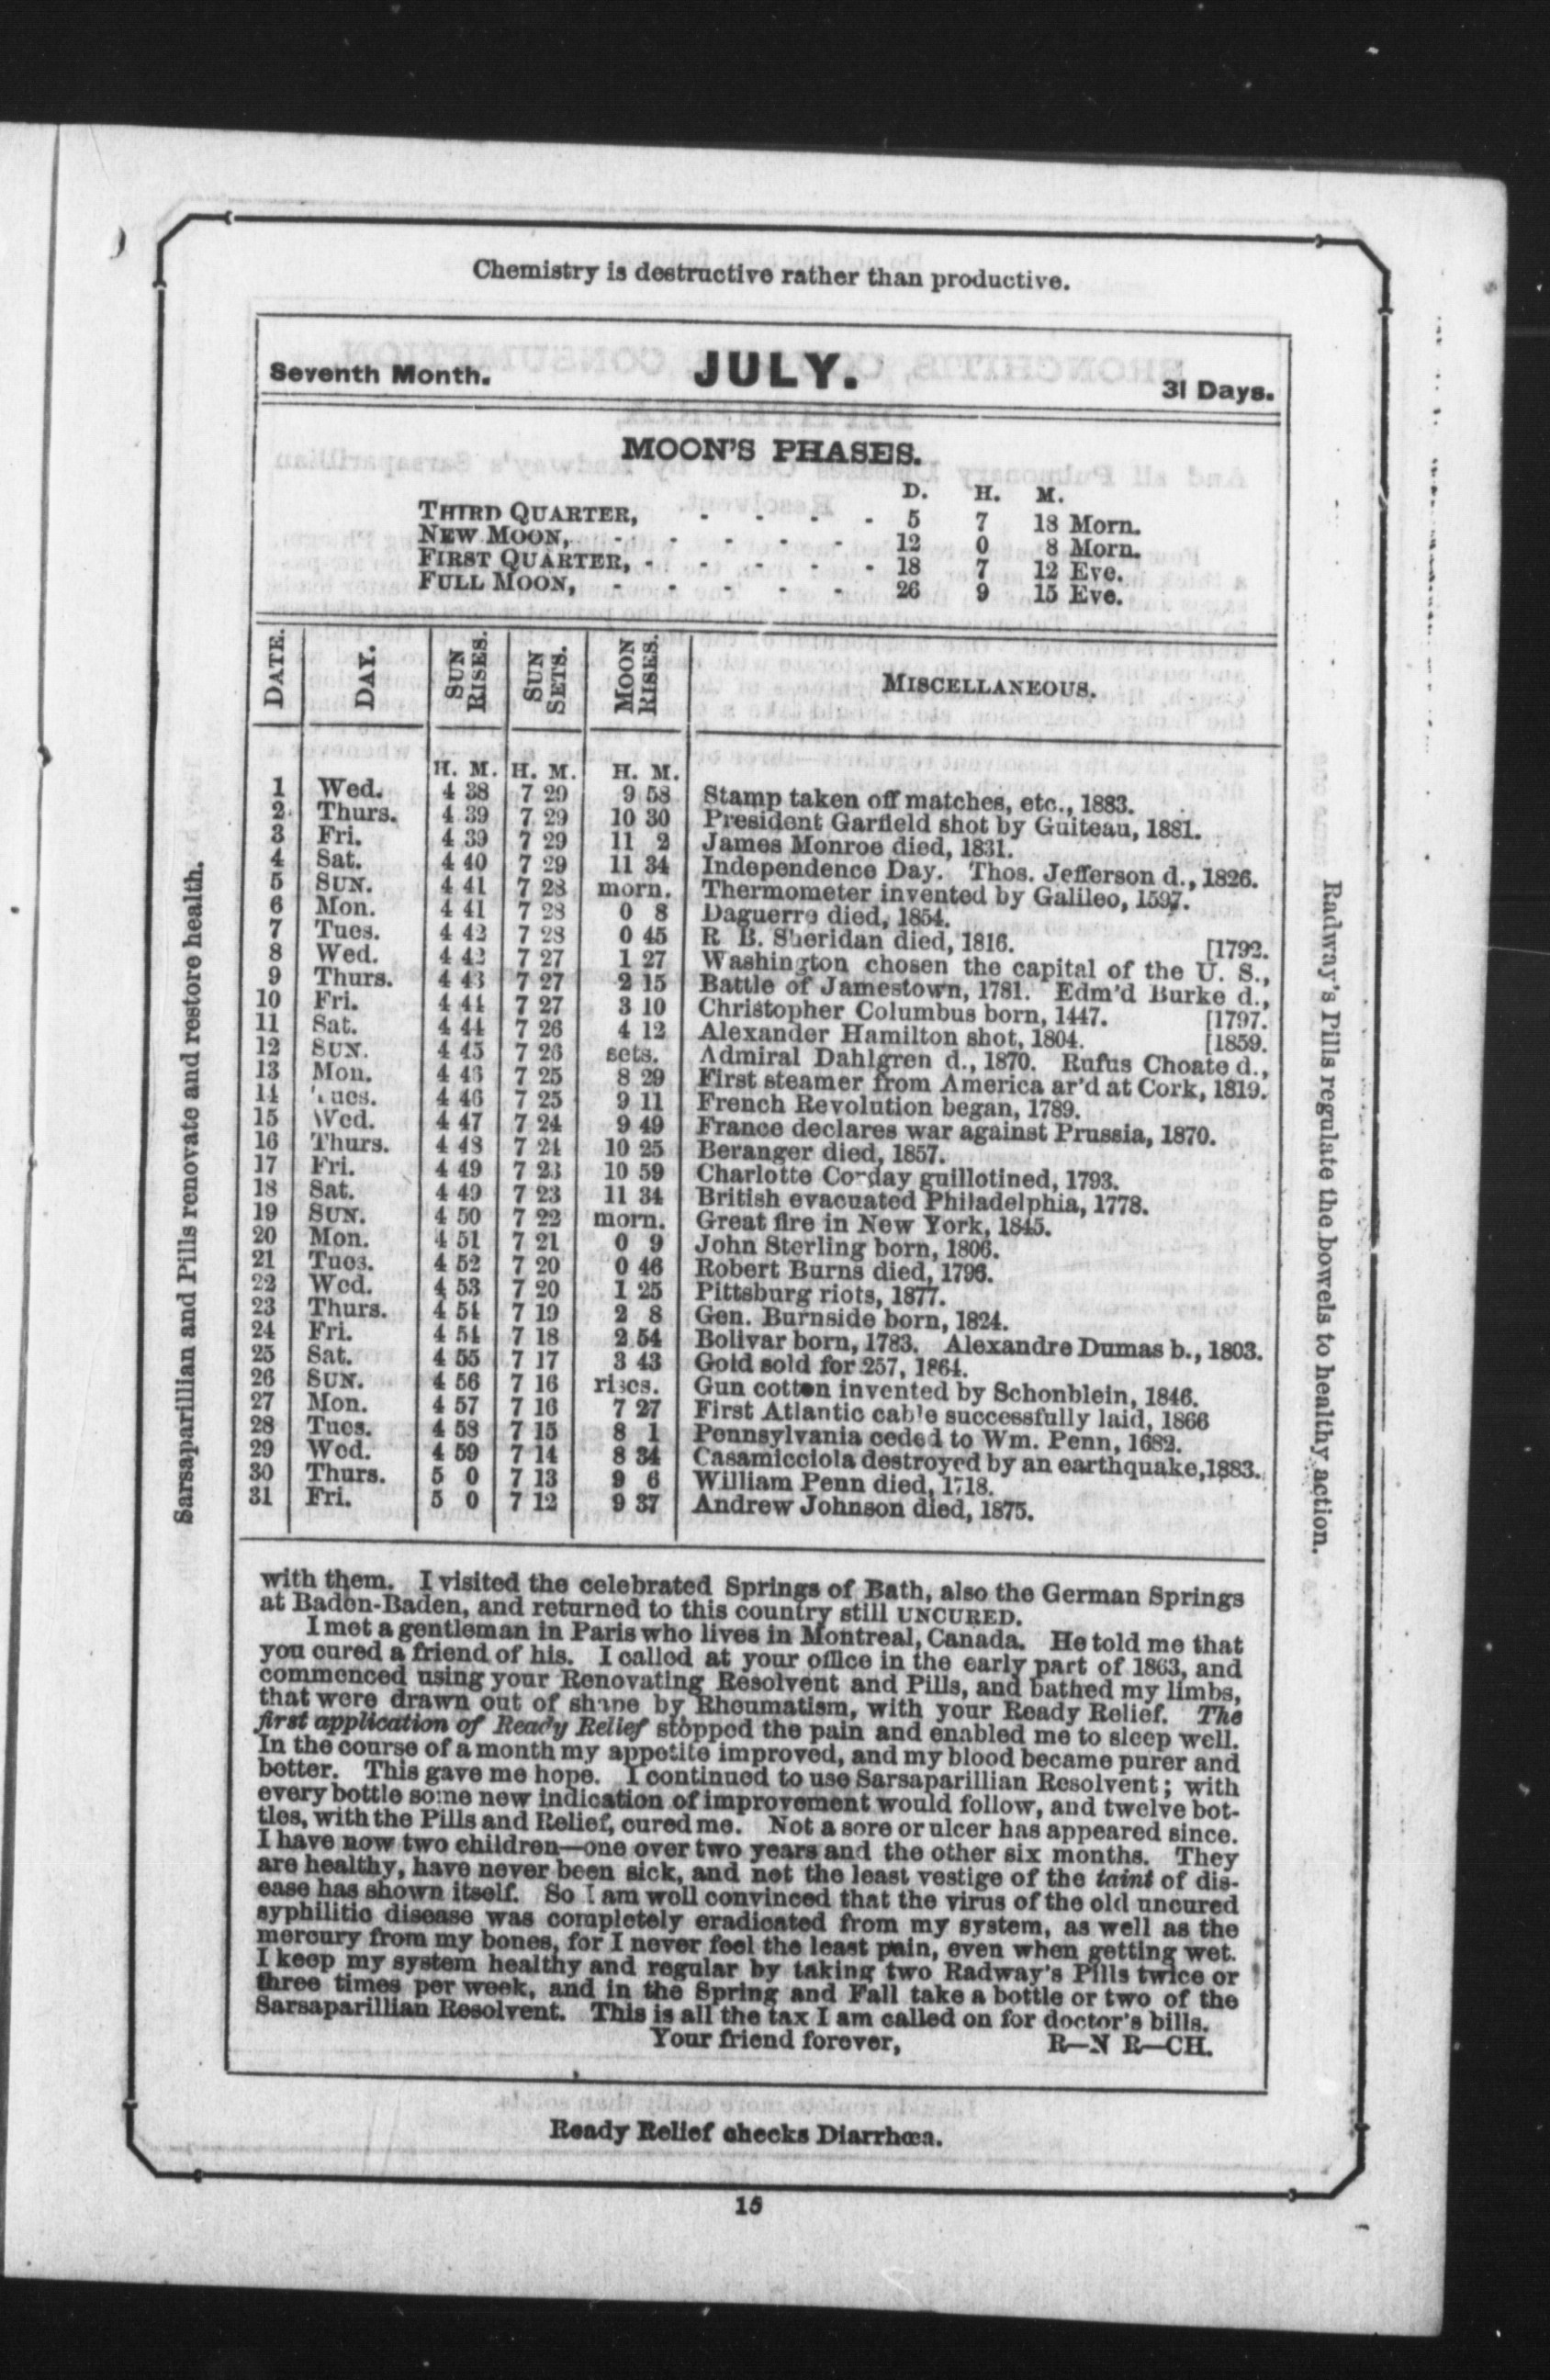 Chemistry is destructive rather than productive.
Seventh Month. JULY. 31 Days.
MOON'S PHASES.
D. H. M.
THIRD QUARTER, - - - - 5 7 18 Morn.
NEW MOON, - - - - - 12 0 8 Morn.
FIRST QUARTER, - - - - - 18 7 12 Eve.
FULL MOON, - - - - - 26 9 15 Eve.
DATE. DAY. SUN RISES. SUN SETS. MOON RISES. MISCELLANEOUS.
H. M. H. M. H. M.
1 Wed. 4 38 7 29 9 58 Stamp taken off matches, etc., 1883.
2 Thurs. 4 39 7 29 10 30 President Garfield shot by Guiteau, 1881.
3 Fri. 4 39 7 29 11 2 James Monroe died, 1831.
4 Sat. 4 40 7 29 11 34 Independence Day. Thos. Jefferson d., 1826.
5 SUN. 4 41 7 28 morn. Thermometer invented by Galileo, 1597.
6 Mon. 4 41 7 28 0 8 Daguerre died, 1854.
7 Tues. 4 42 7 28 0 45 R B. Sheridan died, 1816. [1792.
8 Wed. 4 42 7 27 1 27 Washington chosen the capital of the U. S.,
9 Thurs. 4 43 7 27 2 15 Battle of Jamestown, 1781. Edm'd Burke d.,
10 Fri. 4 44 7 27 3 10 Christopher Columbus born, 1447. [1797.
11 Sat. 4 44 7 26 4 12 Alexander Hamilton shot, 1804. [1859.
12 SUN. 4 45 7 26 sets. Admiral Dahlgren d., 1870. Rufus Choate d.,
13 Mon. 4 46 7 25 8 29 First steamer from America ar'd at Cork, 1819.
14 Tues. 4 46 7 25 9 11 French Revolution began, 1789.
15 Wed. 4 47 7 24 9 49 France declares war against Prussia, 1870.
16 Thurs. 4 48 7 24 10 25 Beranger died, 1857.
17 Fri. 4 49 7 23 10 59 Charlotte Corday guillotined, 1793.
18 Sat. 4 49 7 23 11 34 British evacuated Philadelphia, 1778.
19 SUN. 4 50 7 22 morn. Great fire in New York, 1845.
20 Mon. 4 51 7 21 0 9 John Sterling born, 1806.
21 Tues. 4 52 7 20 0 46 Robert Burns died, 1796.
22 Wed. 4 53 7 20 1 25 Pittsburg riots, 1877.
23 Thurs. 4 54 7 19 2 8 Gen. Burnside born, 1824.
24 Fri. 4 54 7 18 2 54 Bolivar born, 1783. Alexandre Dumas b., 1803.
25 Sat. 4 55 7 17 3 43 Gold sold for 257, 1864.
26 SUN. 4 56 7 16 rises. Gun cotton invented by Schonblein, 1846.
27 Mon. 4 57 7 16 7 27 First Atlantic cable successfully laid, 1866
28 Tues. 4 58 7 15 8 1 Pennsylvania ceded to Wm. Penn, 1682.
29 Wed. 4 59 7 14 8 34 Casamicciola destroyed by an earthquake, 1883.
30 Thurs. 5 0 7 13 9 6 William Penn died, 1718.
31 Fri. 5 0 7 12 9 37 Andrew Johnson died, 1875.
with them. I visited the celebrated Springs of Bath, also the German Springs
at Baden-Baden, and returned to this country still UNCURED.
I met a gentleman in Paris who lives in Montreal, Canada. He told me that
you cured a friend of his. I called at your office in the early part of 1863, and
commenced using your Renovating Resolvent and Pills, and bathed my limbs,
that were drawn out of shape by Rheumatism, with your Ready Relief. The
first application of Ready Relief stopped the pain and enabled me to sleep well.
In the course of a month my appetite improved, and my blood became purer and
better. This gave me hope. I continued to use Sarsaparillian Resolvent; with
every bottle some new indication of improvement would follow, and twelve bot-
tles, with the Pills and Relief, cured me. Not a sore or ulcer has appeared since.
I have now two children—one over two years and the other six months. They
are healthy, have never been sick, and not the least vestige of the taint of dis-
ease has shown itself. So I am well convinced that the virus of the old uncured
syphilitic disease was completely eradicated from my system, as well as the
mercury from my bones, for I never feel the least pain, even when getting wet.
I keep my system healthy and regular by taking two Radway's Pills twice or
three times per week, and in the Spring and Fall take a bottle or two of the
Sarsaparillian Resolvent. This is all the tax I am called on for doctor's bills.
Your friend forever, R—N R—CH.
Ready Relief checks Diarrhœa.
15
Sarsaparillian and Pills renovate and restore health.
Radway's Pills regulate the bowels to healthy action.